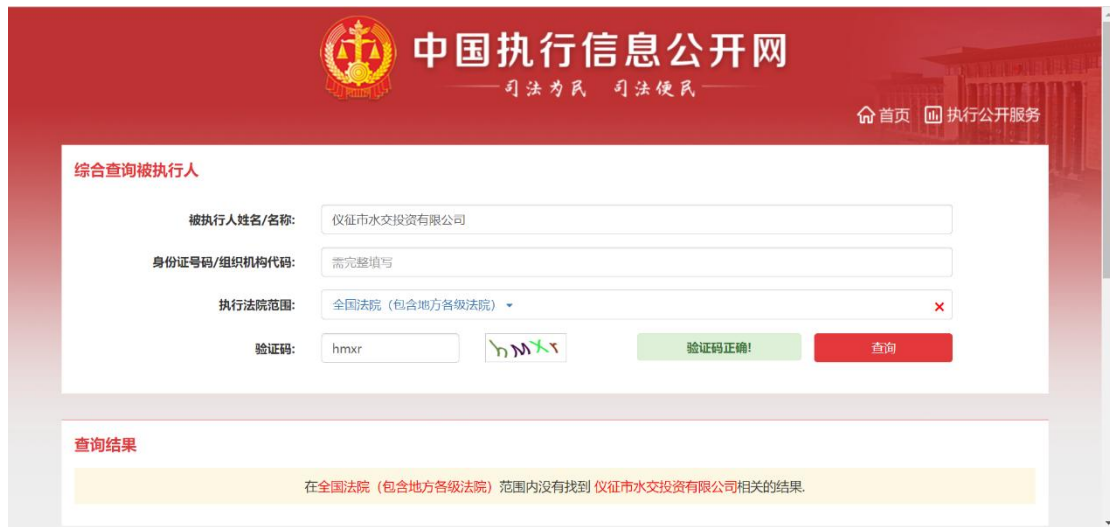 中国执行信息公开网
司法为民 司法便民
首页 执行公开服务
综合查询被执行人
被执行人姓名/名称: 仪征市水交投资有限公司
身份证号码/组织机构代码: 需完整填写
执行法院范围: 全国法院（包含地方各级法院）
验证码: hmxr hMXr 验证码正确! 查询
查询结果
在全国法院（包含地方各级法院）范围内没有找到 仪征市水交投资有限公司相关的结果.